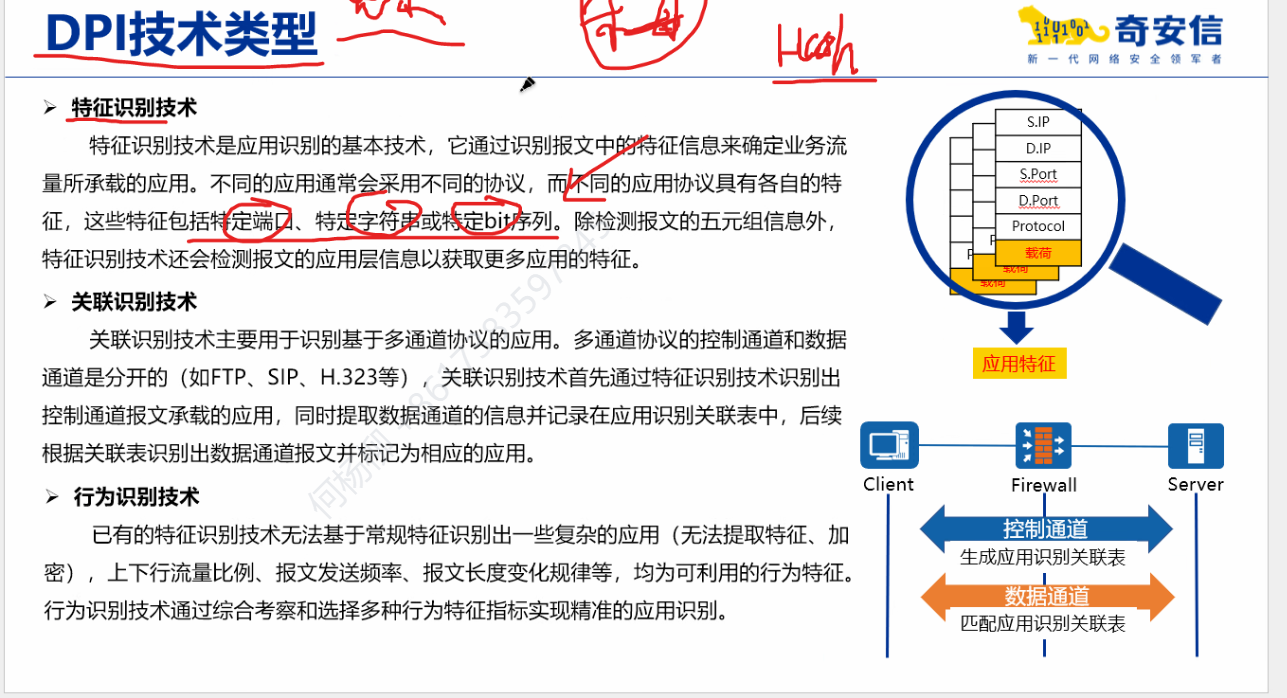 DPI技术类型
Hash
奇安信
新一代网络安全领军者
➢ 特征识别技术
特征识别技术是应用识别的基本技术，它通过识别报文中的特征信息来确定业务流
量所承载的应用。不同的应用通常会采用不同的协议，而不同的应用协议具有各自的特
征，这些特征包括特定端口、特定字符串或特定bit序列。除检测报文的五元组信息外，
特征识别技术还会检测报文的应用层信息以获取更多应用的特征。
➢ 关联识别技术
关联识别技术主要用于识别基于多通道协议的应用。多通道协议的控制通道和数据
通道是分开的（如FTP、SIP、H.323等），关联识别技术首先通过特征识别技术识别出
控制通道报文承载的应用，同时提取数据通道的信息并记录在应用识别关联表中，后续
根据关联表识别出数据通道报文并标记为相应的应用。
➢ 行为识别技术
已有的特征识别技术无法基于常规特征识别出一些复杂的应用（无法提取特征、加
密），上下行流量比例、报文发送频率、报文长度变化规律等，均为可利用的行为特征。
行为识别技术通过综合考察和选择多种行为特征指标实现精准的应用识别。
S.IP
D.IP
S.Port
D.Port
Protocol
载荷
载荷
载荷
应用特征
Client
Firewall
Server
控制通道
生成应用识别关联表
数据通道
匹配应用识别关联表